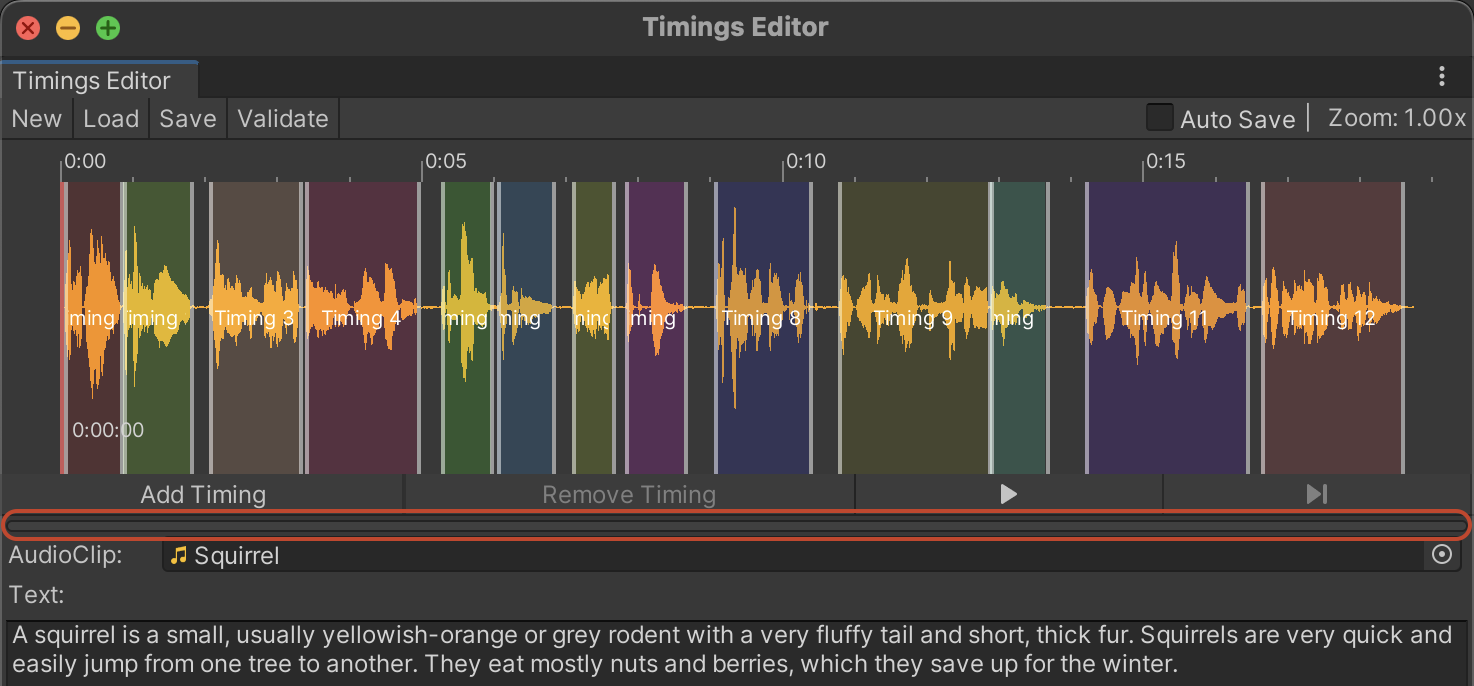 Timings Editor
Timings Editor
New Load Save Validate Auto Save Zoom: 1.00x
0:00 0:05 0:10 0:15
ming iming Timing 3 Timing 4 ming ning ning ming Timing 8 Timing 9 ning Timing 11 Timing 12
0:00:00
Add Timing Remove Timing
AudioClip: Squirrel
Text:
A squirrel is a small, usually yellowish-orange or grey rodent with a very fluffy tail and short, thick fur. Squirrels are very quick and
easily jump from one tree to another. They eat mostly nuts and berries, which they save up for the winter.